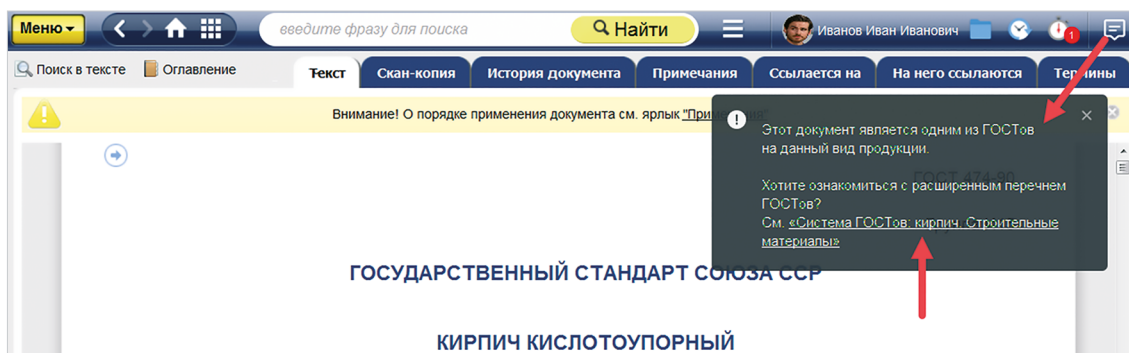 Меню
введите фразу для поиска
Найти
Иванов Иван Иванович
1
Поиск в тексте
Оглавление
Текст
Скан-копия
История документа
Примечания
Ссылается на
На него ссылаются
Термины
Внимание! О порядке применения документа см. ярлык
Этот документ является одним из ГОСТов
на данный вид продукции.
ГОСТ 474-90
Хотите ознакомиться с расширенным перечнем
ГОСТов?
См. «Система ГОСТов: кирпич. Строительные
материалы»
ГОСУДАРСТВЕННЫЙ СТАНДАРТ СОЮЗА ССР
КИРПИЧ КИСЛОТОУПОРНЫЙ